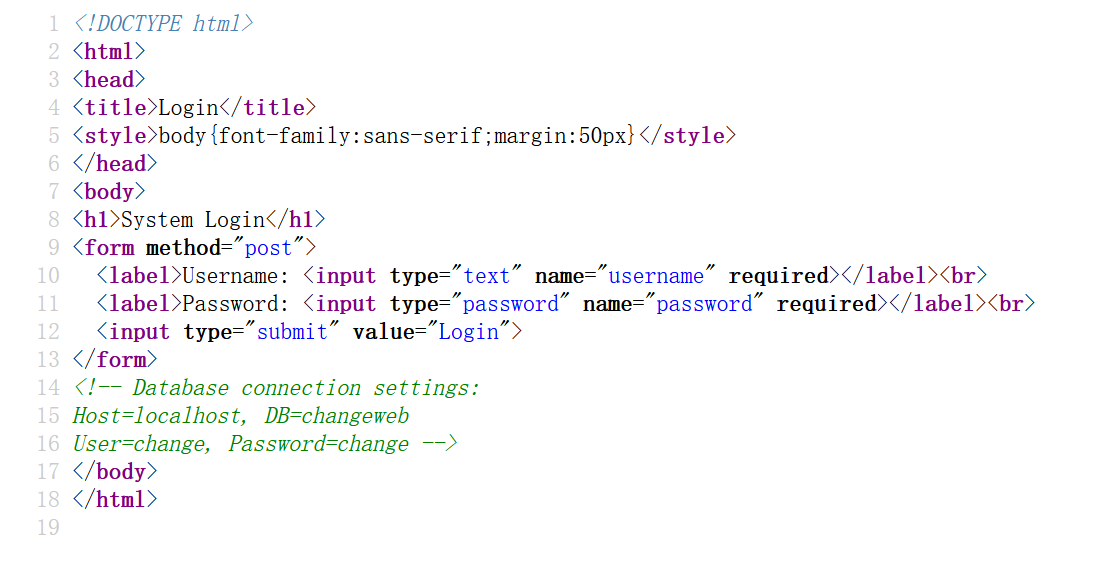 1 <!DOCTYPE html>
2 <html>
3 <head>
4 <title>Login</title>
5 <style>body{font-family:sans-serif;margin:50px}</style>
6 </head>
7 <body>
8 <h1>System Login</h1>
9 <form method="post">
10   <label>Username: <input type="text" name="username" required></label><br>
11   <label>Password: <input type="password" name="password" required></label><br>
12   <input type="submit" value="Login">
13 </form>
14 <!-- Database connection settings:
15 Host=localhost, DB=changeweb
16 User=change, Password=change -->
17 </body>
18 </html>
19